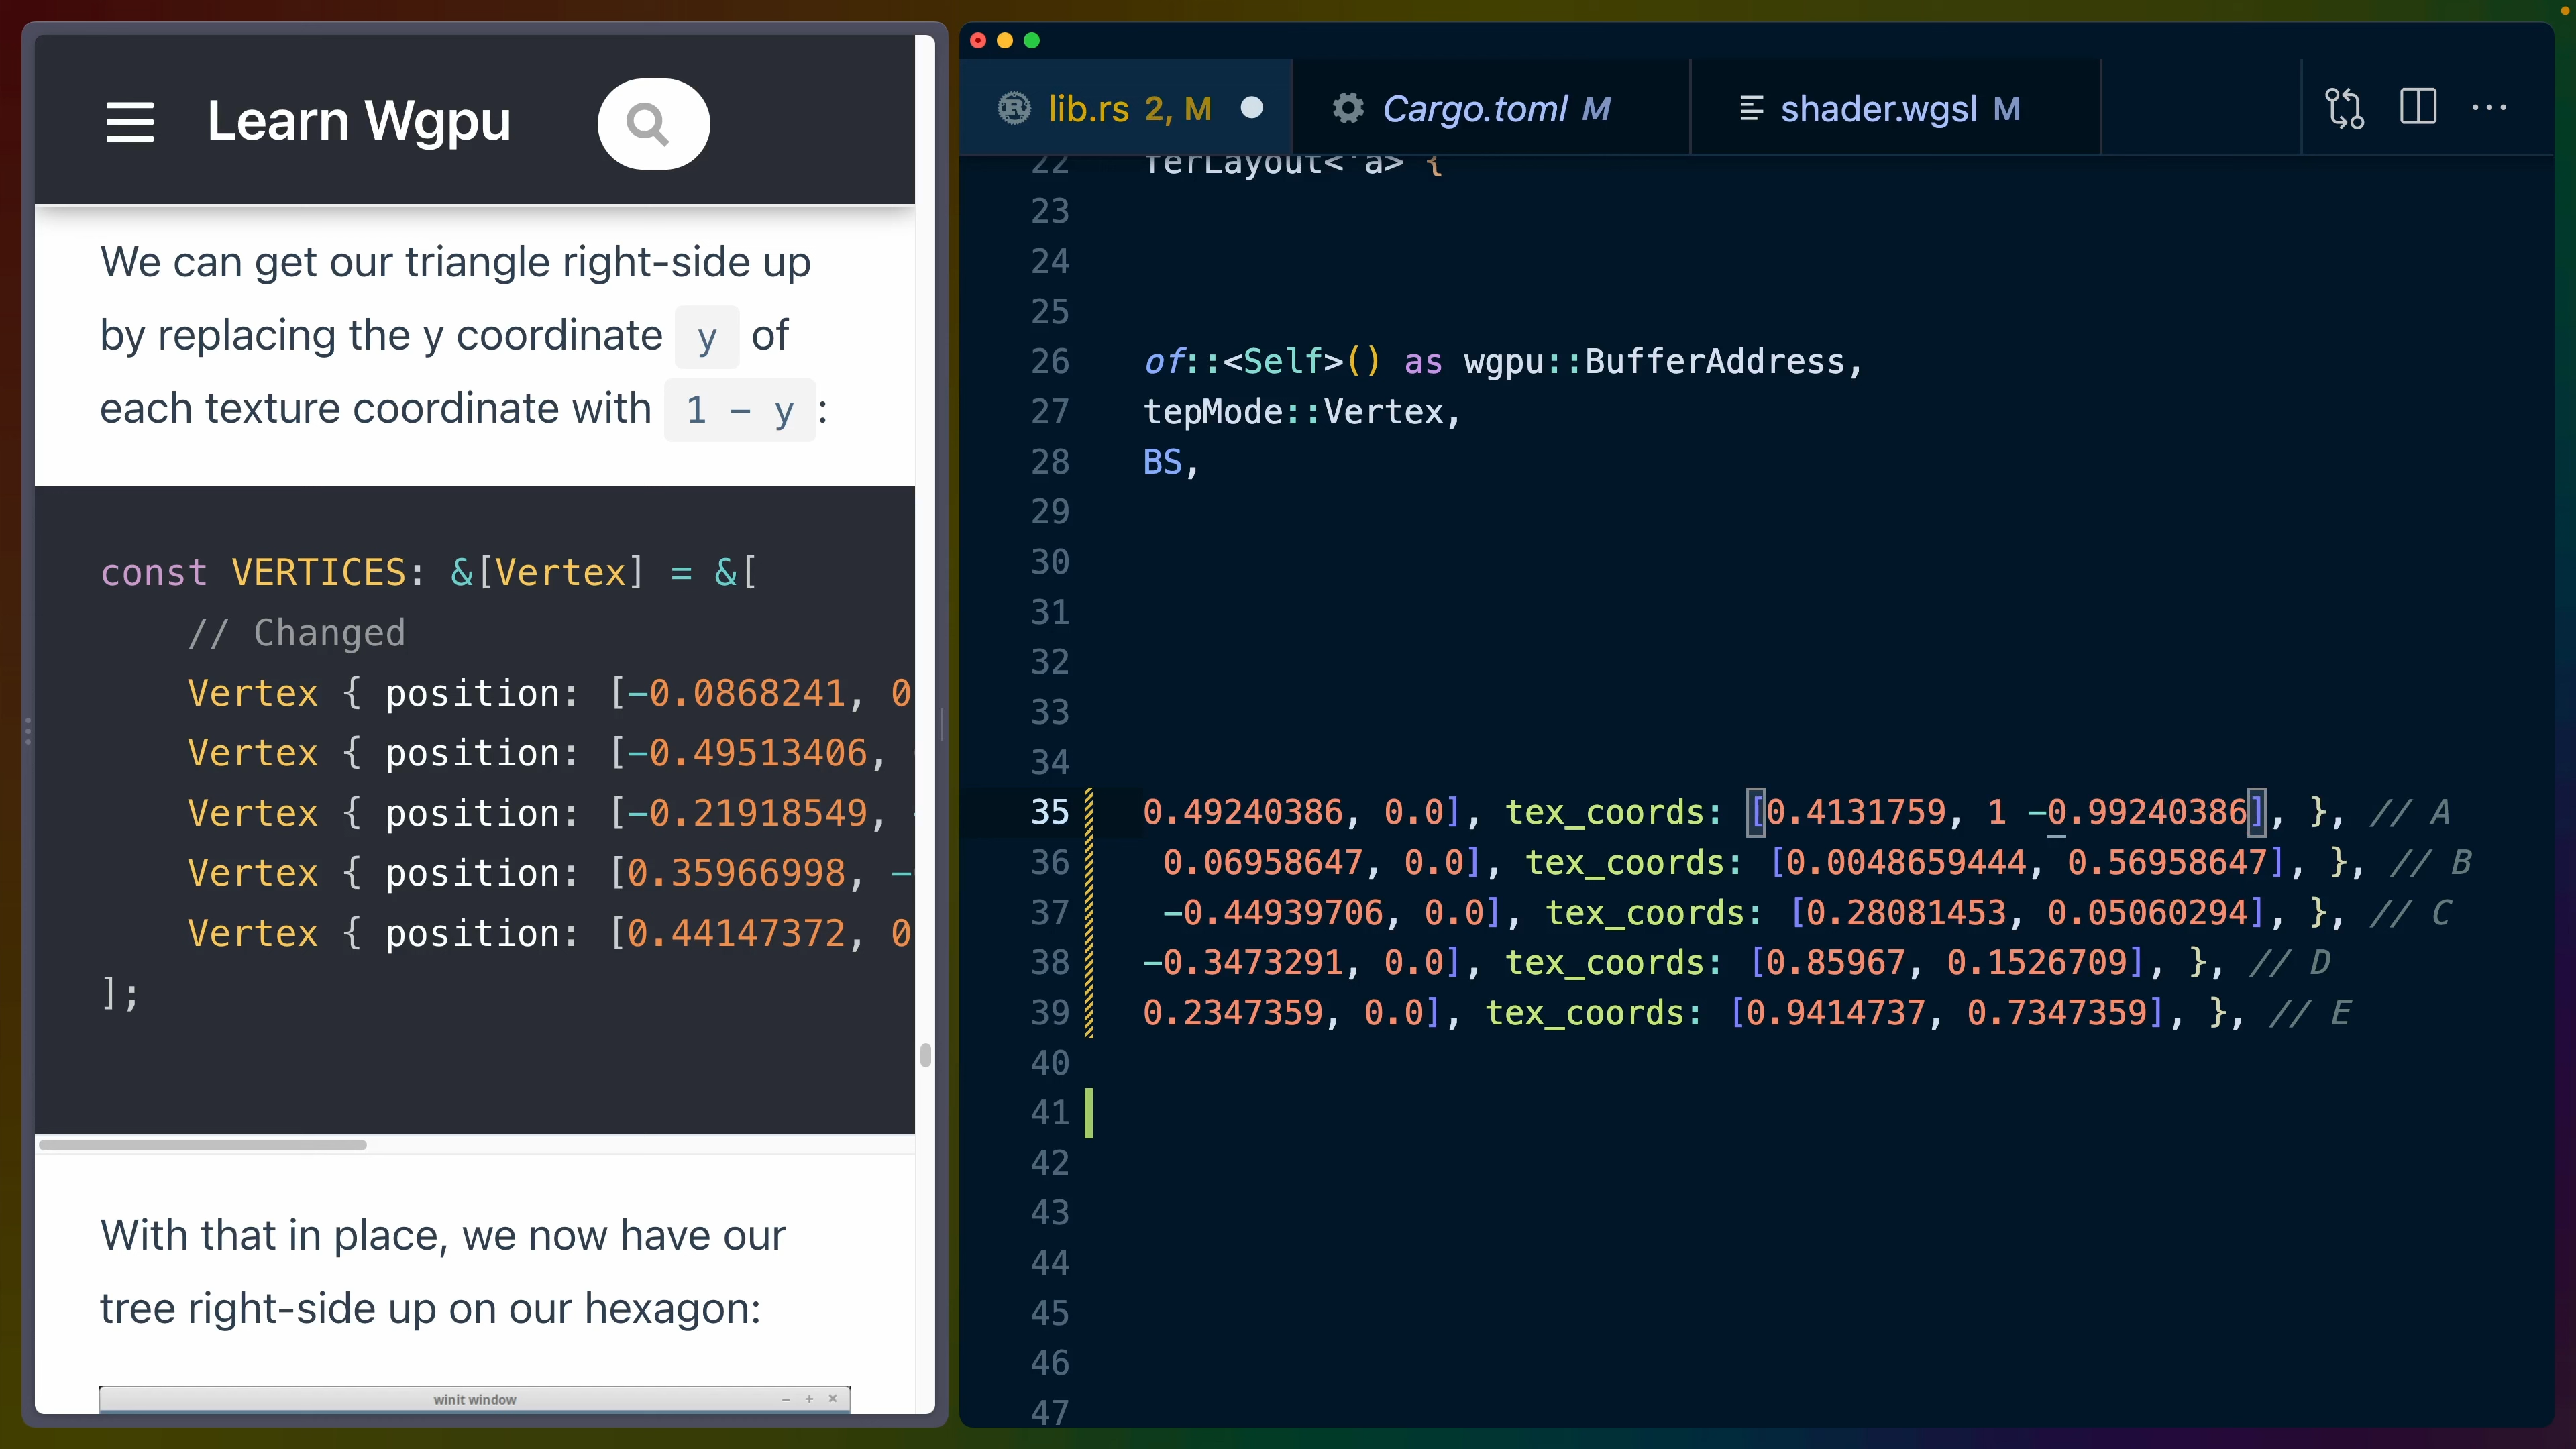 Learn Wgpu
We can get our triangle right-side up
by replacing the y coordinate y of
each texture coordinate with 1 - y :
const VERTICES: &[Vertex] = &[
// Changed
Vertex { position: [-0.0868241, 0
Vertex { position: [-0.49513406,
Vertex { position: [-0.21918549,
Vertex { position: [0.35966998, -
Vertex { position: [0.44147372, 0
];
With that in place, we now have our
tree right-side up on our hexagon:
winit window
lib.rs 2, M
Cargo.toml M
shader.wgsl M
22 ferLayout<'a> {
23
24
25
26 of::<Self>() as wgpu::BufferAddress,
27 tepMode::Vertex,
28 BS,
29
30
31
32
33
34
35 0.49240386, 0.0], tex_coords: [0.4131759, 1 -0.99240386], }, // A
36 0.06958647, 0.0], tex_coords: [0.0048659444, 0.56958647], }, // B
37 -0.44939706, 0.0], tex_coords: [0.28081453, 0.05060294], }, // C
38 -0.3473291, 0.0], tex_coords: [0.85967, 0.1526709], }, // D
39 0.2347359, 0.0], tex_coords: [0.9414737, 0.7347359], }, // E
40
41
42
43
44
45
46
47